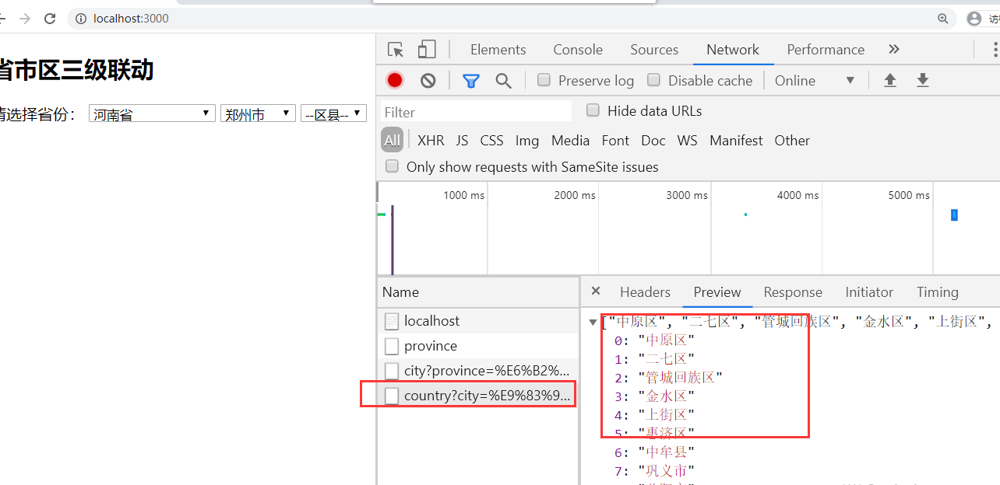 localhost:3000
Elements Console Sources Network Performance »
省市区三级联动
Preserve log Disable cache Online
请选择省份： 河南省 郑州市 --区县--
Filter Hide data URLs
All XHR JS CSS Img Media Font Doc WS Manifest Other
Only show requests with SameSite issues
1000 ms 2000 ms 3000 ms 4000 ms 5000 ms
Name
× Headers Preview Response Initiator Timing
localhost
province
city?province=%E6%B2%...
country?city=%E9%83%9...
["中原区", "二七区", "管城回族区", "金水区", "上街区",
0: "中原区"
1: "二七区"
2: "管城回族区"
3: "金水区"
4: "上街区"
5: "惠济区"
6: "中牟县"
7: "巩义市"